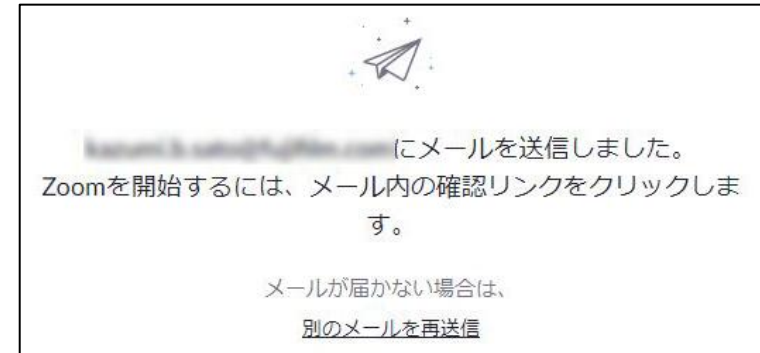 にメールを送信しました。
Zoomを開始するには、メール内の確認リンクをクリックしま
す。
メールが届かない場合は、
別のメールを再送信